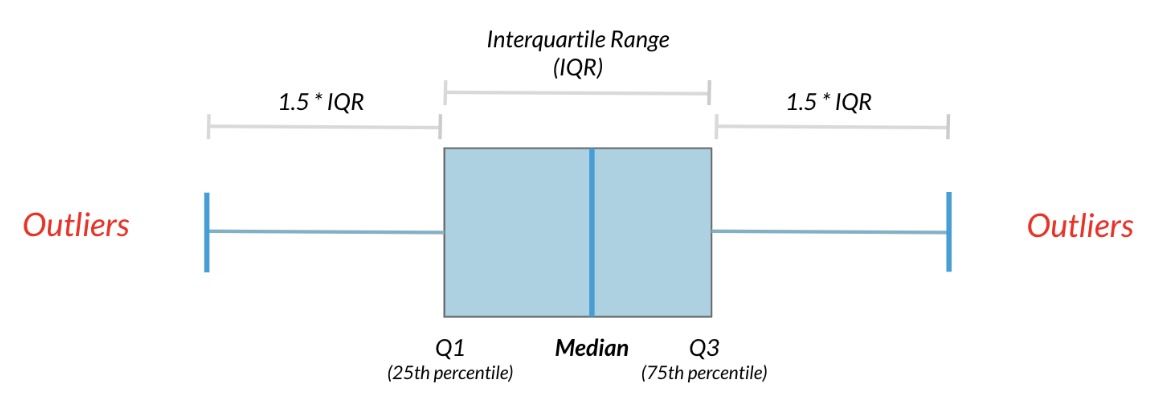 Interquartile Range
(IQR)
1.5 * IQR
1.5 * IQR
Outliers
Outliers
Q1
Median
Q3
(25th percentile)
(75th percentile)